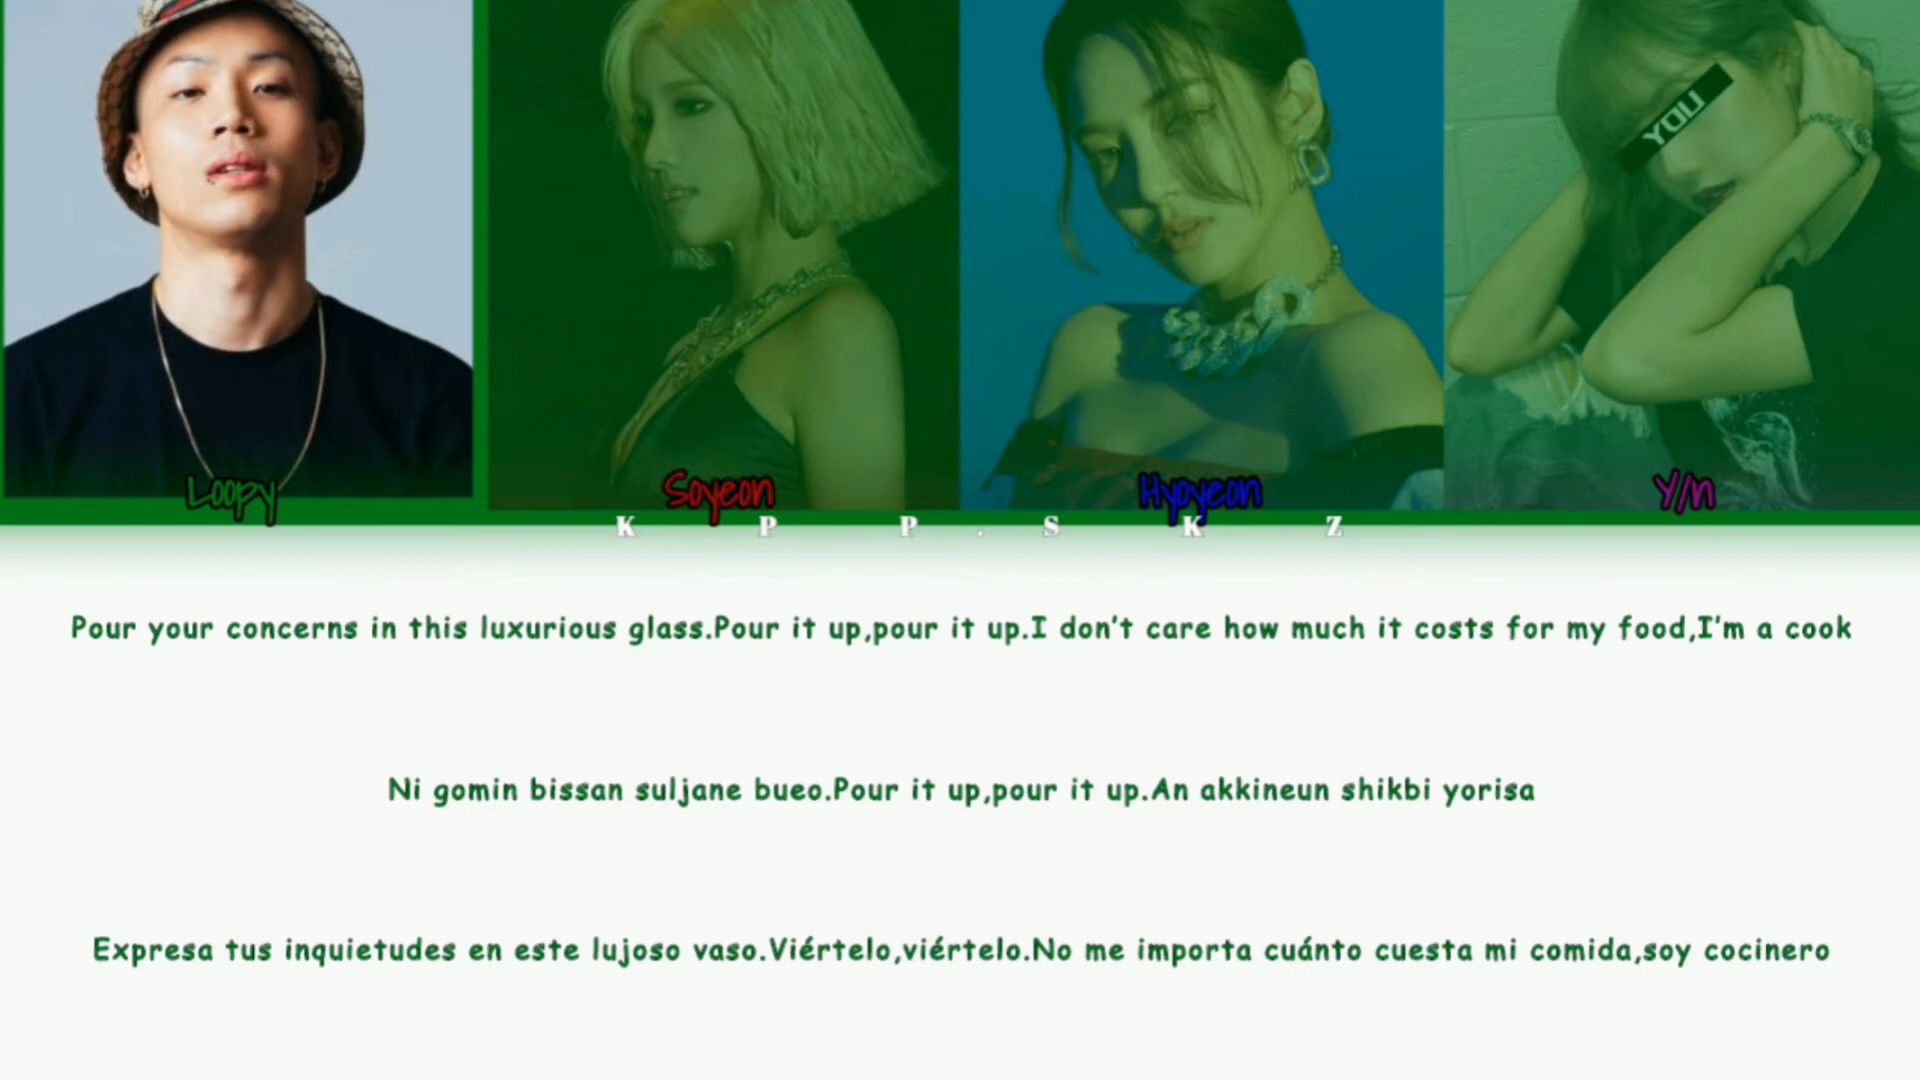 YOU
Loopy Soyeon Hyoyeon Y/n
K P P . S K Z
Pour your concerns in this luxurious glass.Pour it up,pour it up.I don't care how much it costs for my food,I'm a cook
Ni gomin bissan suljane bueo.Pour it up,pour it up.An akkineun shikbi yorisa
Expresa tus inquietudes en este lujoso vaso.Viértelo,viértelo.No me importa cuánto cuesta mi comida,soy cocinero